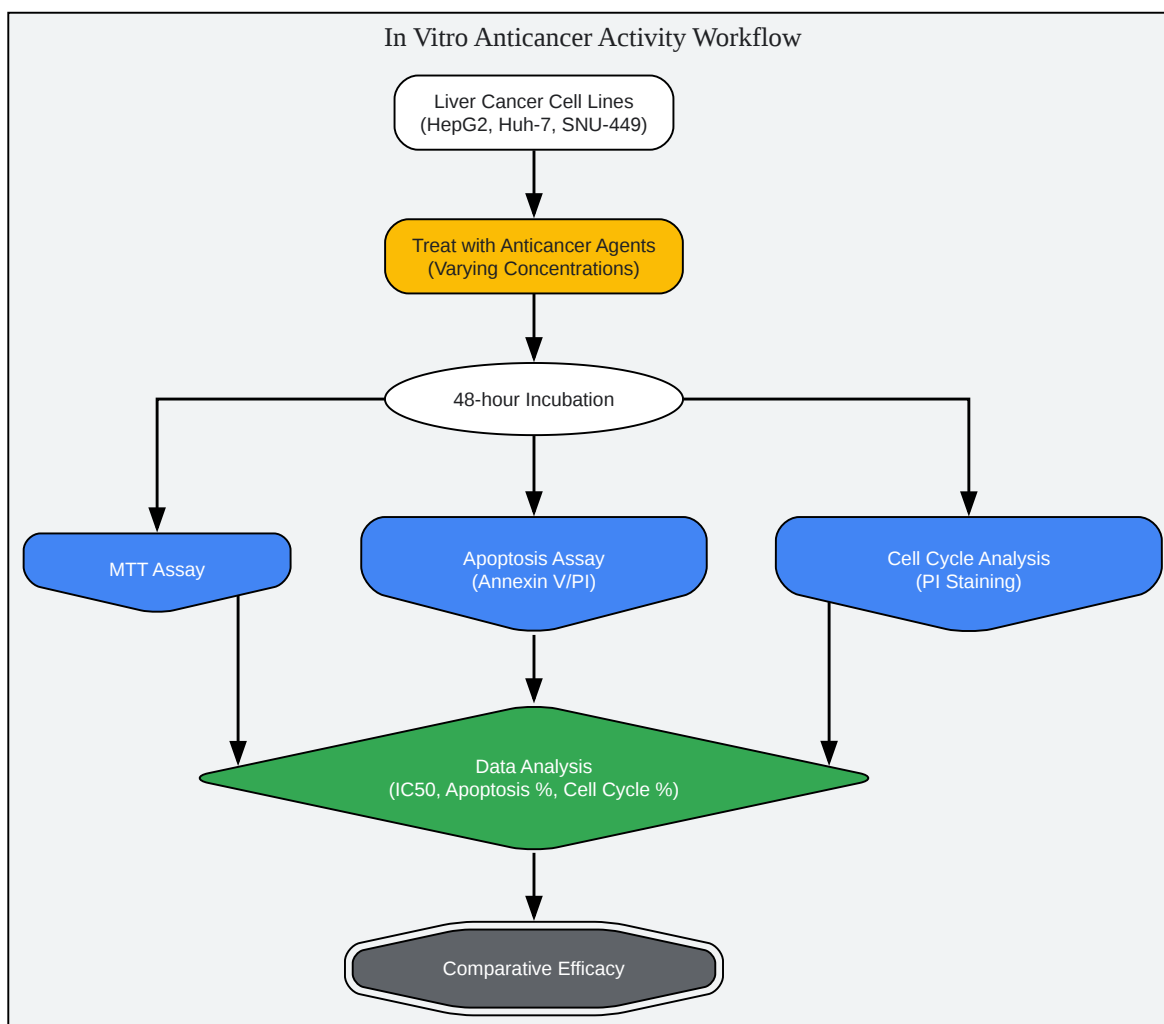 In Vitro Anticancer Activity Workflow
Liver Cancer Cell Lines
(HepG2, Huh-7, SNU-449)
Treat with Anticancer Agents
(Varying Concentrations)
48-hour Incubation
MTT Assay
Apoptosis Assay
(Annexin V/PI)
Cell Cycle Analysis
(PI Staining)
Data Analysis
(IC50, Apoptosis %, Cell Cycle %)
Comparative Efficacy